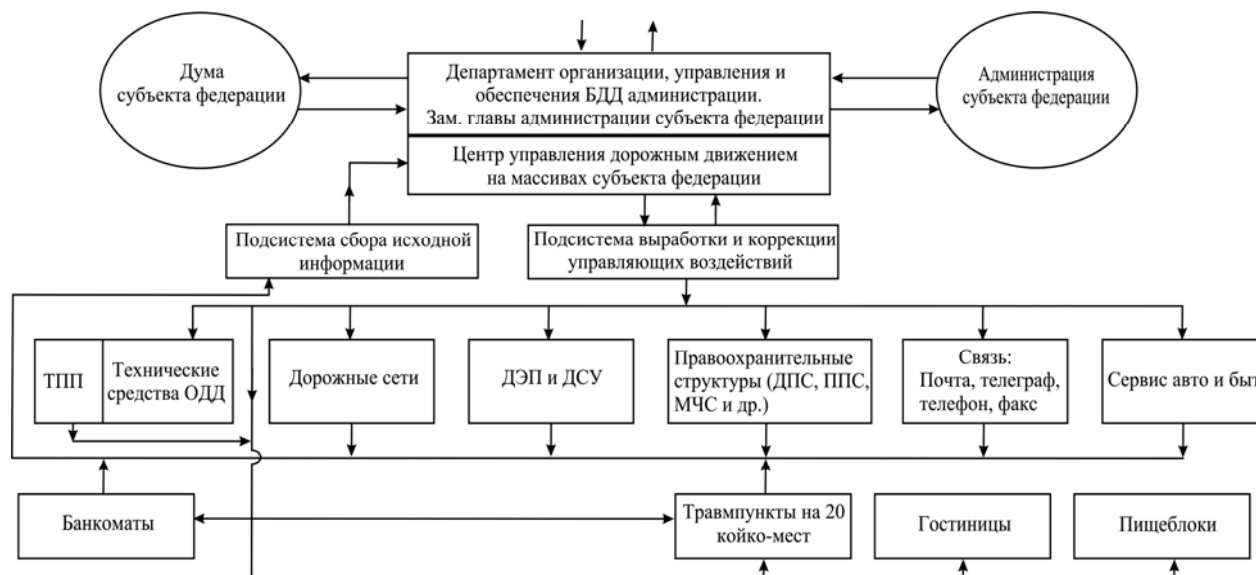 Дума
субъекта федерации
Департамент организации, управления и
обеспечения БДД администрации.
Зам. главы администрации субъекта федерации
Администрация
субъекта федерации
Центр управления дорожным движением
на массивах субъекта федерации
Подсистема сбора исходной
информации
Подсистема выработки и коррекции
управляющих воздействий
ТПП
Технические
средства ОДД
Дорожные сети
ДЭП и ДСУ
Правоохранительные
структуры (ДПС, ППС,
МЧС и др.)
Связь:
Почта, телеграф,
телефон, факс
Сервис авто и быт
Банкоматы
Травмпункты на 20
койко-мест
Гостиницы
Пищеблоки